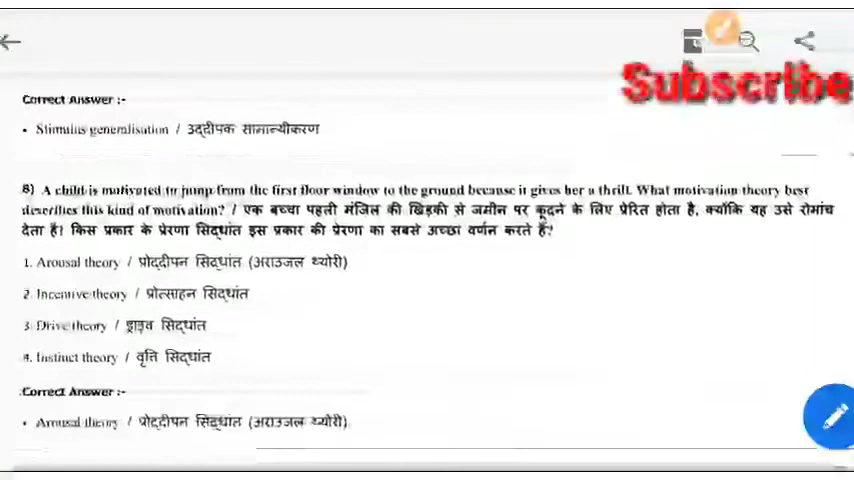 Subscribe
Correct Answer :-
• Stimulus generalisation / उद्दीपक सामान्यीकरण
8) A child is motivated to jump from the first floor window to the ground because it gives her a thrill. What motivation theory best
describes this kind of motivation? / एक बच्चा पहली मंजिल की खिड़की से जमीन पर कूदने के लिए प्रेरित होता है, क्योंकि यह उसे रोमांच
देता है। किस प्रकार के प्रेरणा सिद्धांत इस प्रकार की प्रेरणा का सबसे अच्छा वर्णन करते हैं?
1. Arousal theory / प्रोद्दीपन सिद्धांत (अराउजल थ्योरी)
2. Incentive theory / प्रोत्साहन सिद्धांत
3. Drive theory / ड्राइव सिद्धांत
4. Instinct theory / वृत्ति सिद्धांत
Correct Answer :-
• Arousal theory / प्रोद्दीपन सिद्धांत (अराउजल थ्योरी)